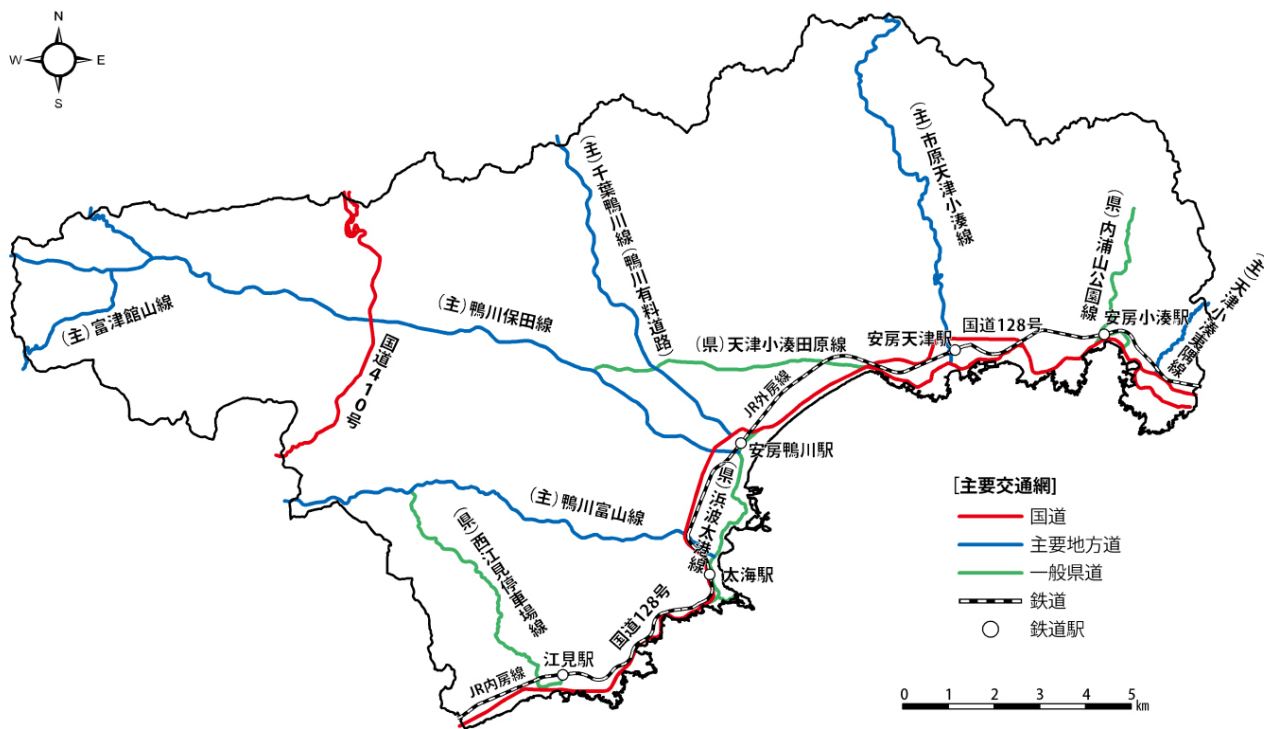 N
W
E
S
(主)千葉鴨川線(鴨川有料道路)
(主)市原天津小湊線
(県)内浦山公園線
(主)天津小湊夷隅線
(主)富津館山線
(主)鴨川保田線
国道410号
(県)天津小湊田原線
安房天津駅
国道128号
安房小湊駅
JR外房線
安房鴨川駅
(主)鴨川富山線
(県)浜波太港線
(県)西江見停車場線
太海駅
国道128号
江見駅
JR内房線
[主要交通網]
国道
主要地方道
一般県道
鉄道
鉄道駅
0 1 2 3 4 5
km